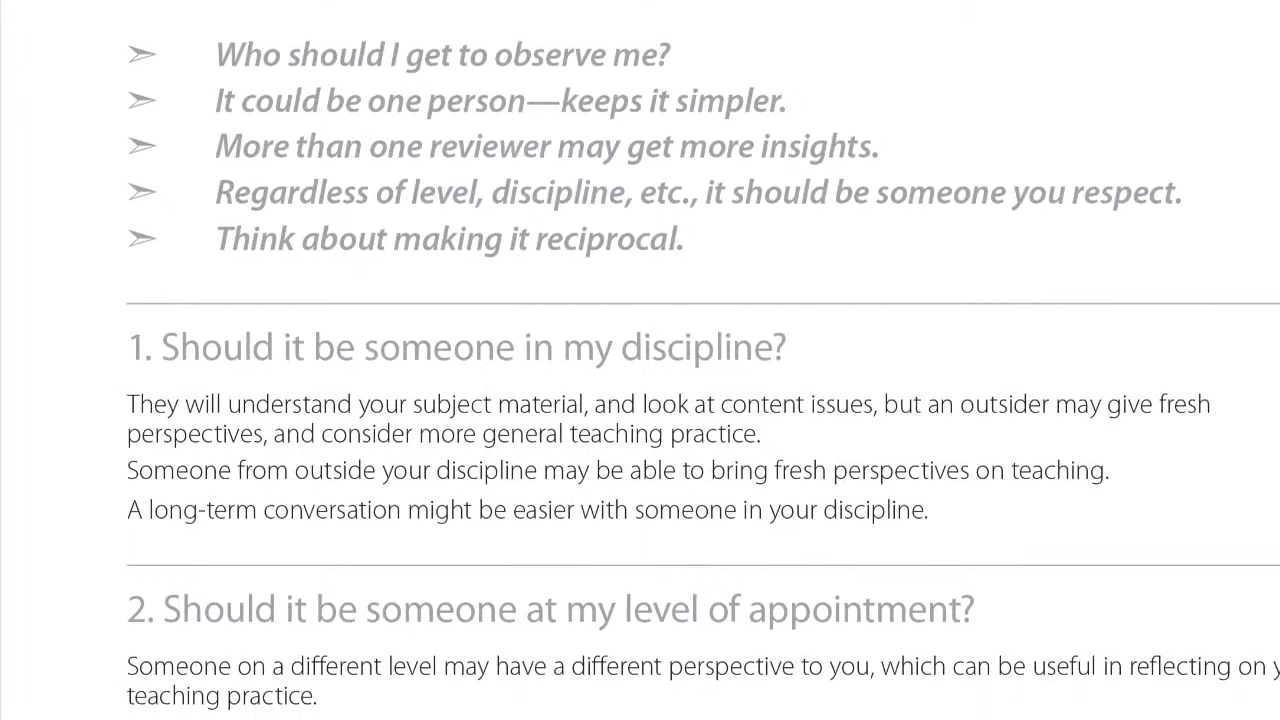 ➣ Who should I get to observe me?
➣ It could be one person—keeps it simpler.
➣ More than one reviewer may get more insights.
➣ Regardless of level, discipline, etc., it should be someone you respect.
➣ Think about making it reciprocal.
1. Should it be someone in my discipline?
They will understand your subject material, and look at content issues, but an outsider may give fresh
perspectives, and consider more general teaching practice.
Someone from outside your discipline may be able to bring fresh perspectives on teaching.
A long-term conversation might be easier with someone in your discipline.
2. Should it be someone at my level of appointment?
Someone on a different level may have a different perspective to you, which can be useful in reflecting on
teaching practice.